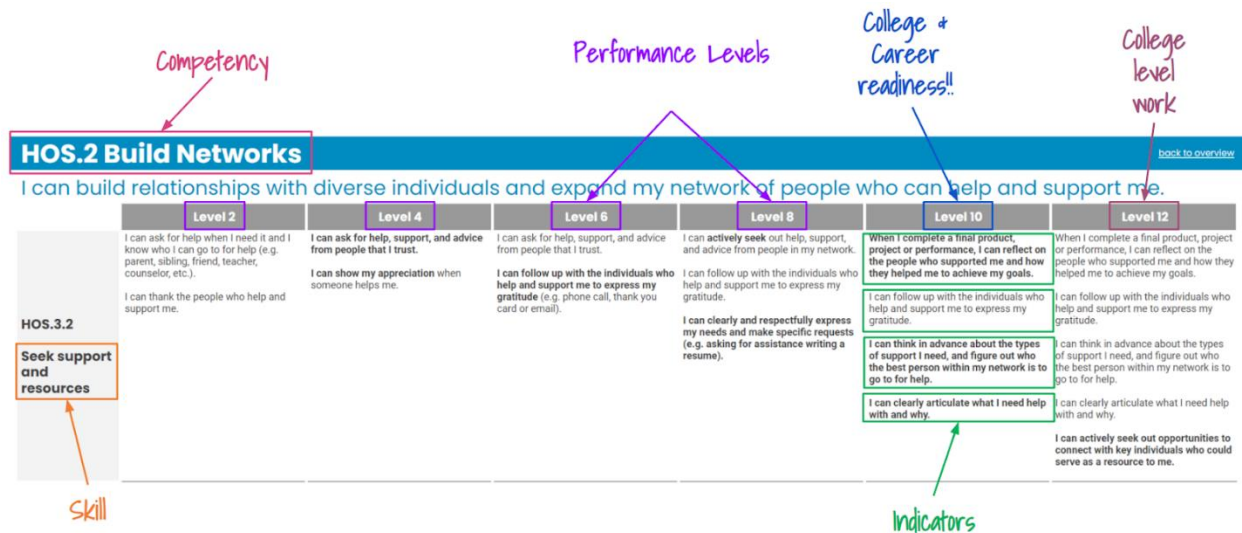 Competency
Performance Levels
College &
Career
readiness!!
College
level
work
HOS.2 Build Networks
back to overview
I can build relationships with diverse individuals and expand my network of people who can help and support me.
Level 2
Level 4
Level 6
Level 8
Level 10
Level 12
HOS.3.2
Seek support
and
resources
I can ask for help when I need it and I
know who I can go to for help (e.g.
parent, sibling, friend, teacher,
counselor, etc.).
I can thank the people who help and
support me.
I can ask for help, support, and advice
from people that I trust.
I can show my appreciation when
someone helps me.
I can ask for help, support, and advice
from people that I trust.
I can follow up with the individuals who
help and support me to express my
gratitude (e.g. phone call, thank you
card or email).
I can actively seek out help, support,
and advice from people in my network.
I can follow up with the individuals who
help and support me to express my
gratitude.
I can clearly and respectfully express
my needs and make specific requests
(e.g. asking for assistance writing a
resume).
When I complete a final product,
project or performance, I can reflect on
the people who supported me and how
they helped me to achieve my goals.
I can follow up with the individuals who
help and support me to express my
gratitude.
I can think in advance about the types
of support I need, and figure out who
the best person within my network is to
go to for help.
I can clearly articulate what I need help
with and why.
When I complete a final product, project
or performance, I can reflect on the
people who supported me and how they
helped me to achieve my goals.
I can follow up with the individuals who
help and support me to express my
gratitude.
I can think in advance about the types
of support I need, and figure out who
the best person within my network is to
go to for help.
I can clearly articulate what I need help
with and why.
I can actively seek out opportunities to
connect with key individuals who could
serve as a resource to me.
Skill
Indicators